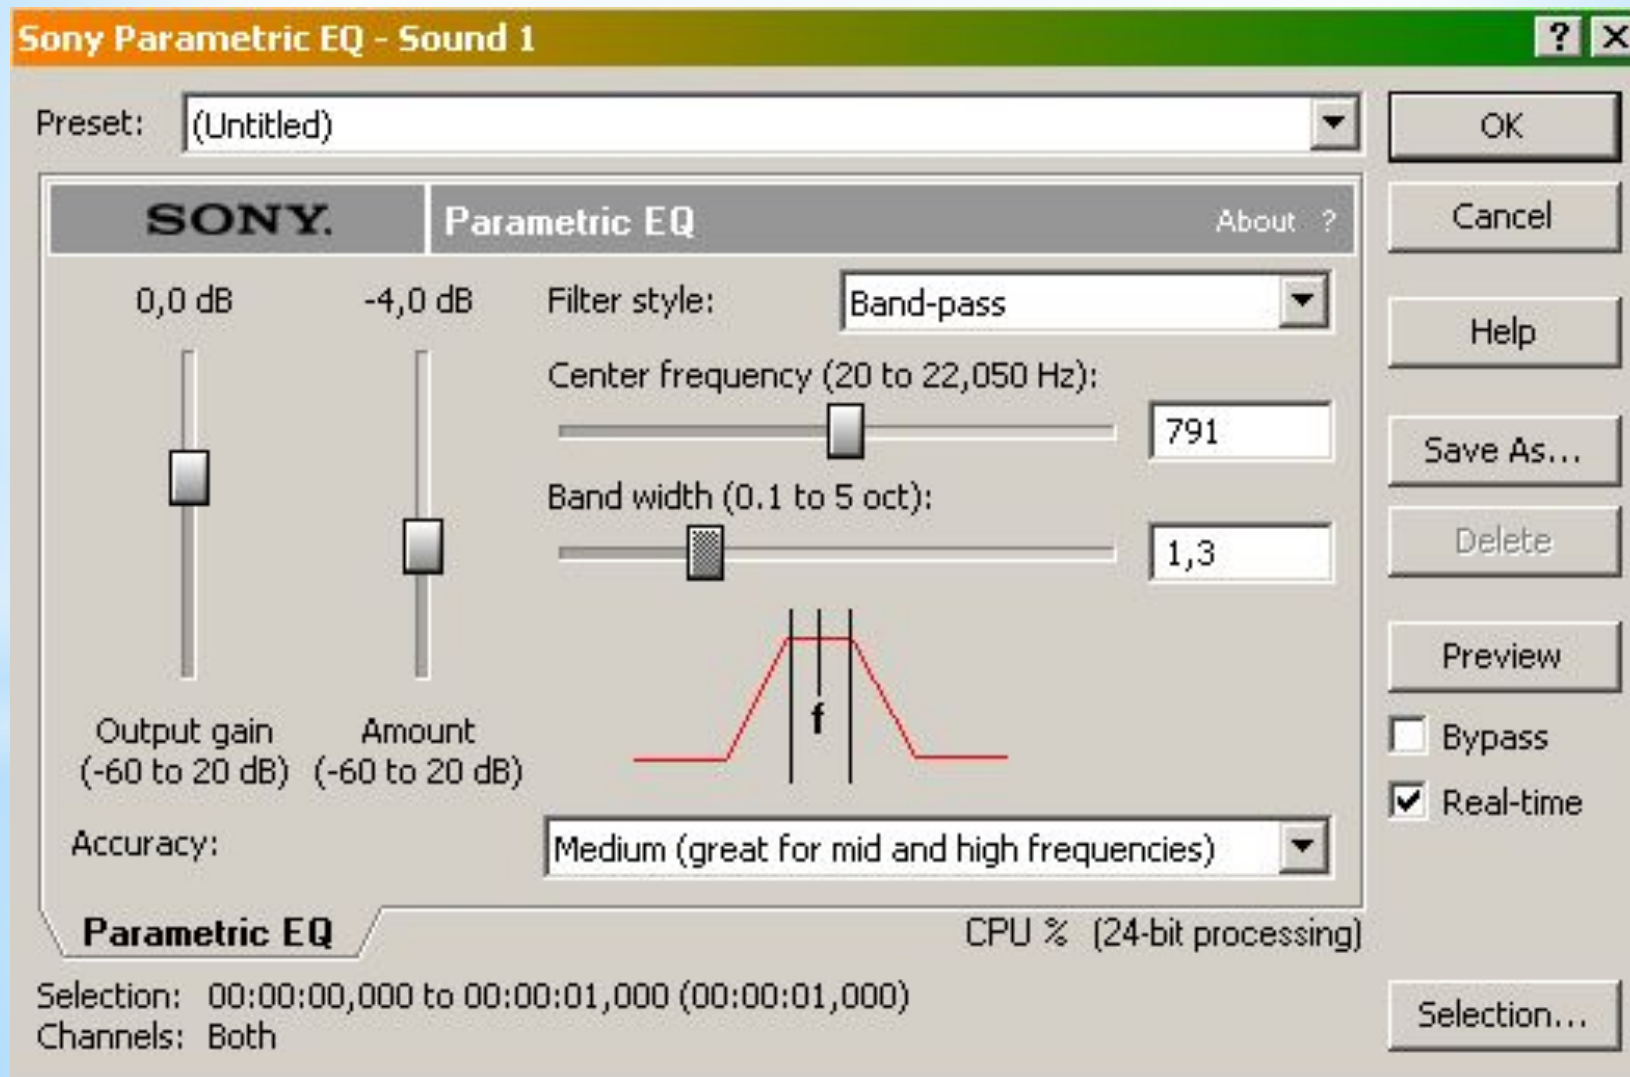 Sony Parametric EQ - Sound 1
Preset: (Untitled)
OK
SONY. Parametric EQ About ?
Cancel
0,0 dB -4,0 dB Filter style: Band-pass
Help
Center frequency (20 to 22,050 Hz):
791
Save As...
Band width (0.1 to 5 oct):
1,3
Delete
Preview
f
Output gain Amount
(-60 to 20 dB) (-60 to 20 dB)
Bypass
Real-time
Accuracy: Medium (great for mid and high frequencies)
Parametric EQ CPU % (24-bit processing)
Selection: 00:00:00,000 to 00:00:01,000 (00:00:01,000)
Channels: Both
Selection...